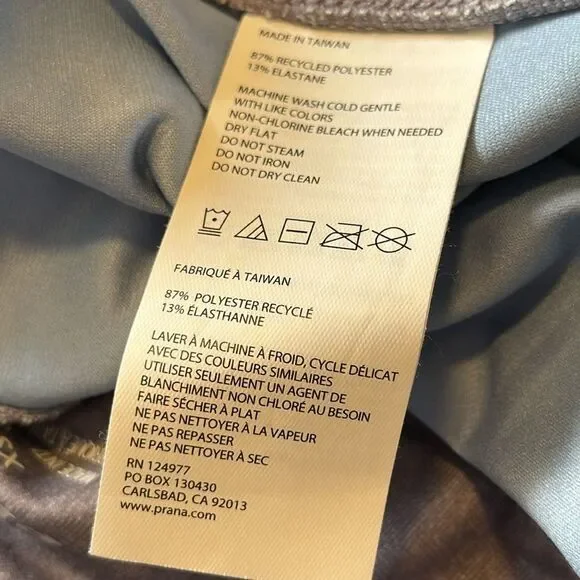 MADE IN TAIWAN
87% RECYCLED POLYESTER
13% ELASTANE
MACHINE WASH COLD GENTLE
WITH LIKE COLORS
NON-CHLORINE BLEACH WHEN NEEDED
DRY FLAT
DO NOT STEAM
DO NOT IRON
DO NOT DRY CLEAN
FABRIQUÉ À TAIWAN
87% POLYESTER RECYCLÉ
13% ÉLASTHANNE
LAVER À MACHINE À FROID, CYCLE DÉLICAT
AVEC DES COULEURS SIMILAIRES
UTILISER SEULEMENT UN AGENT DE
BLANCHIMENT NON CHLORÉ AU BESOIN
FAIRE SÉCHER À PLAT
NE PAS NETTOYER À LA VAPEUR
NE PAS REPASSER
NE PAS NETTOYER À SEC
RN 124977
PO BOX 130430
CARLSBAD, CA 92013
www.prana.com